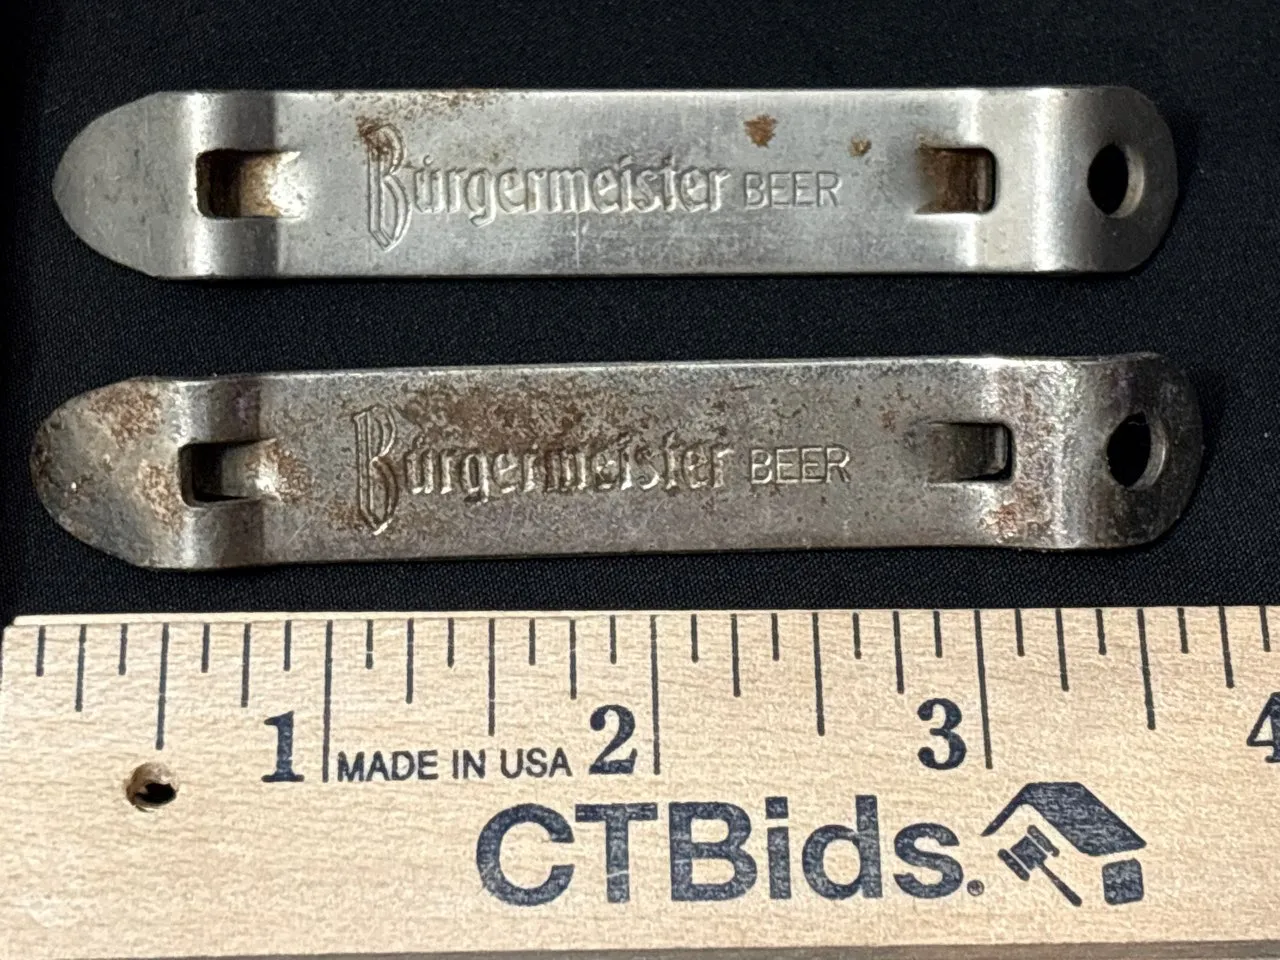 Bürgermeister BEER
Bürgermeister BEER
1 2 3 4
MADE IN USA
CTBids.®